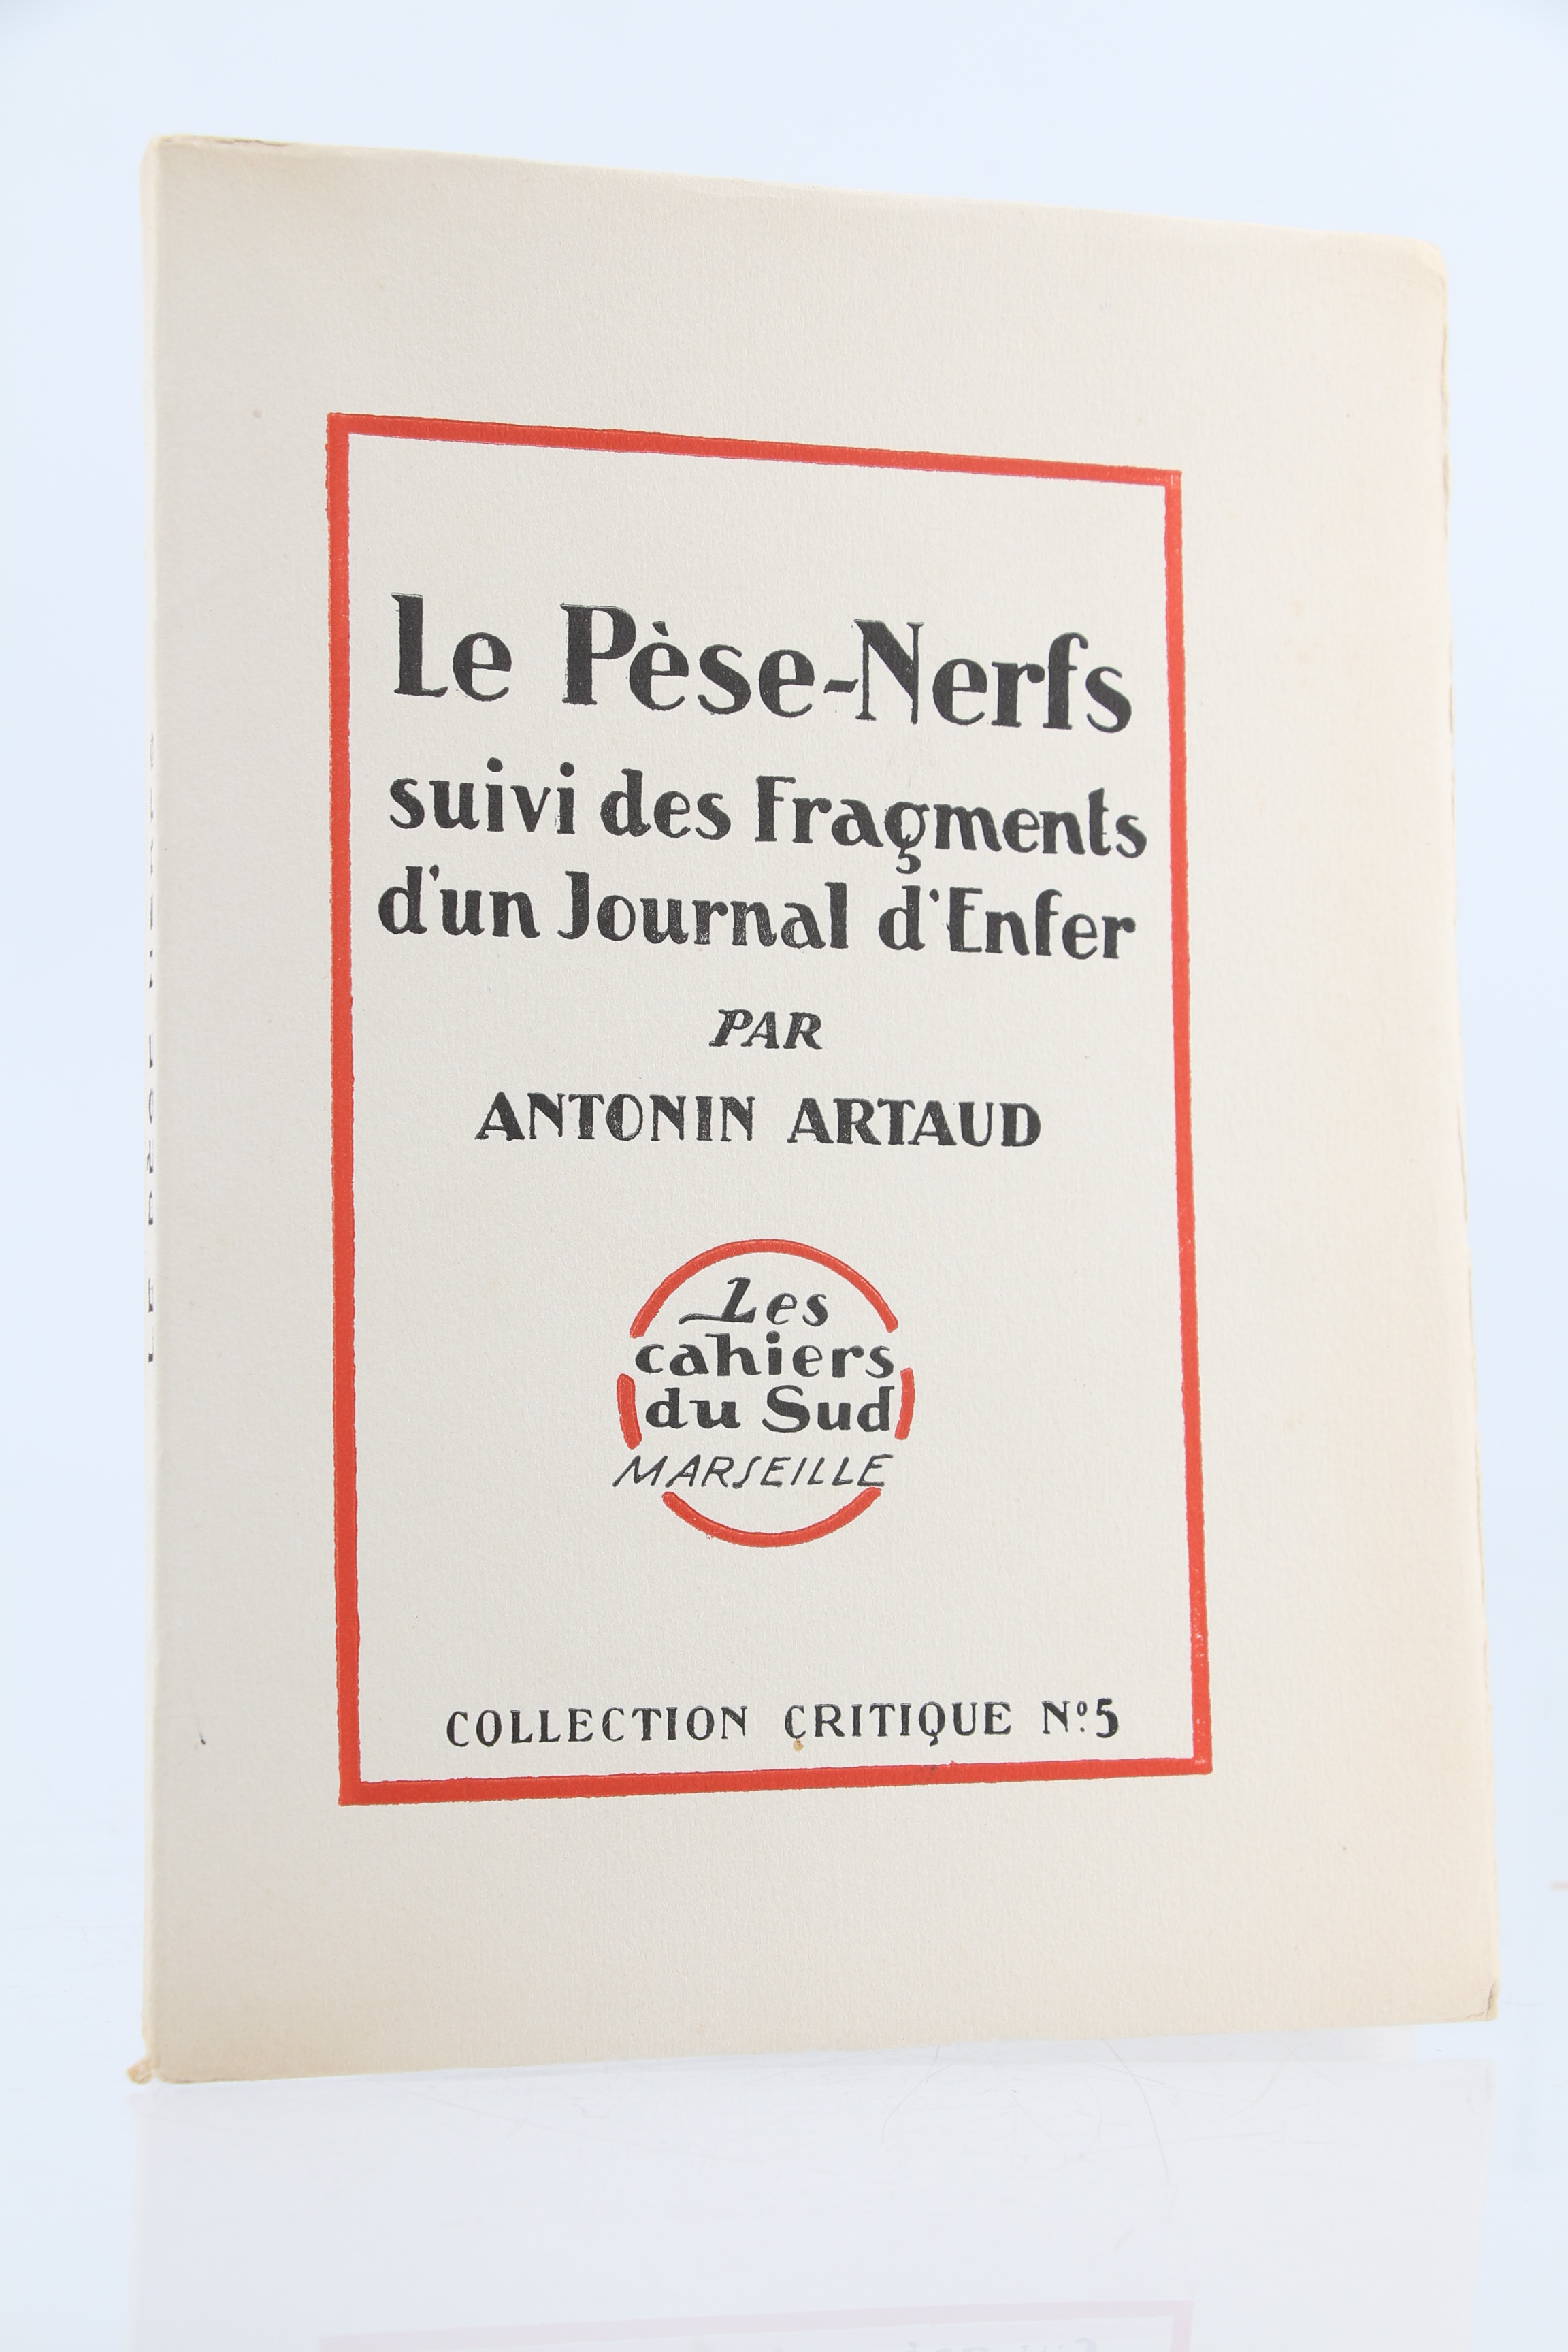 Le Pèse-Nerfs
suivi des Fragments
d'un Journal d'Enfer
PAR
ANTONIN ARTAUD
Les
cahiers
du Sud
MARSEILLE
COLLECTION CRITIQUE Nº5